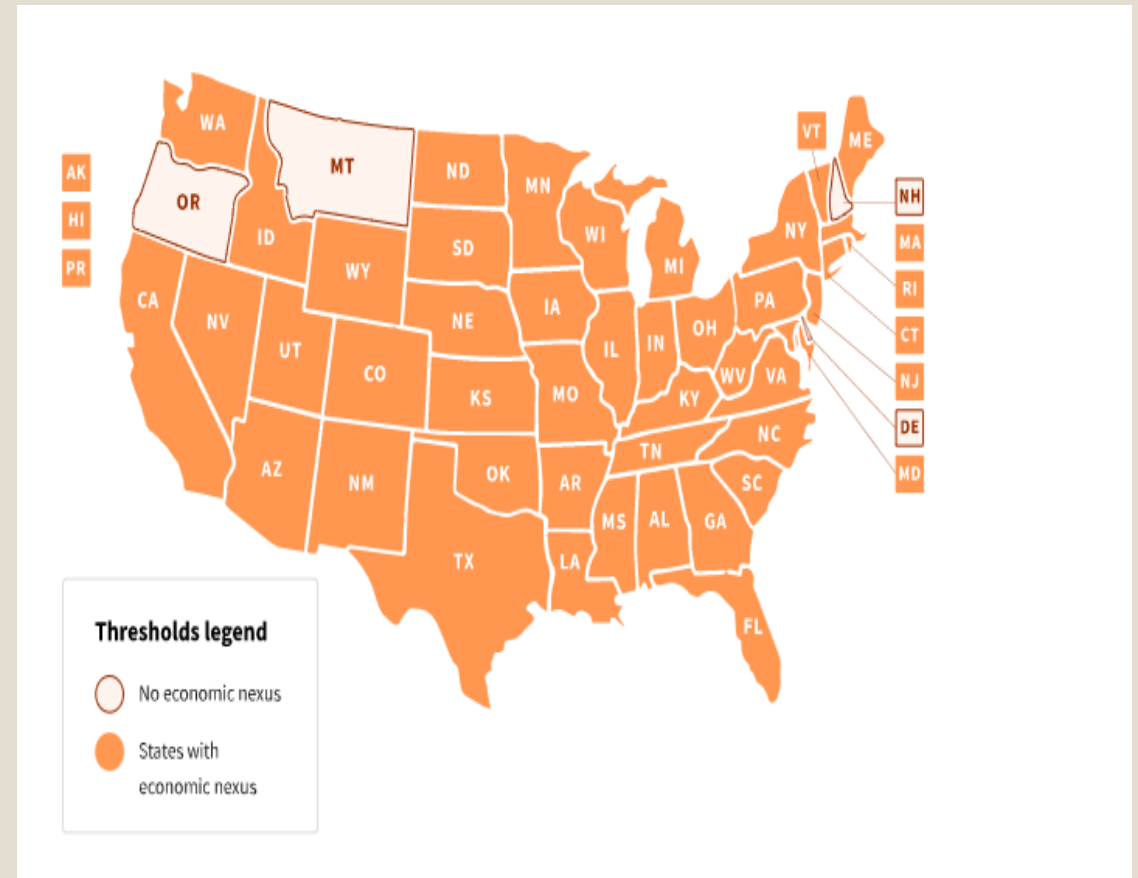 WA
MT
ND
MN
VT
ME
AK
OR
NH
HI
ID
SD
WI
NY
MA
PR
WY
MI
RI
CA
NV
NE
IA
PA
CT
UT
CO
IL
IN
OH
NJ
KS
MO
KY
WV
VA
DE
AZ
NM
OK
AR
TN
NC
MD
SC
TX
LA
MS
AL
GA
FL
Thresholds legend
No economic nexus
States with
economic nexus